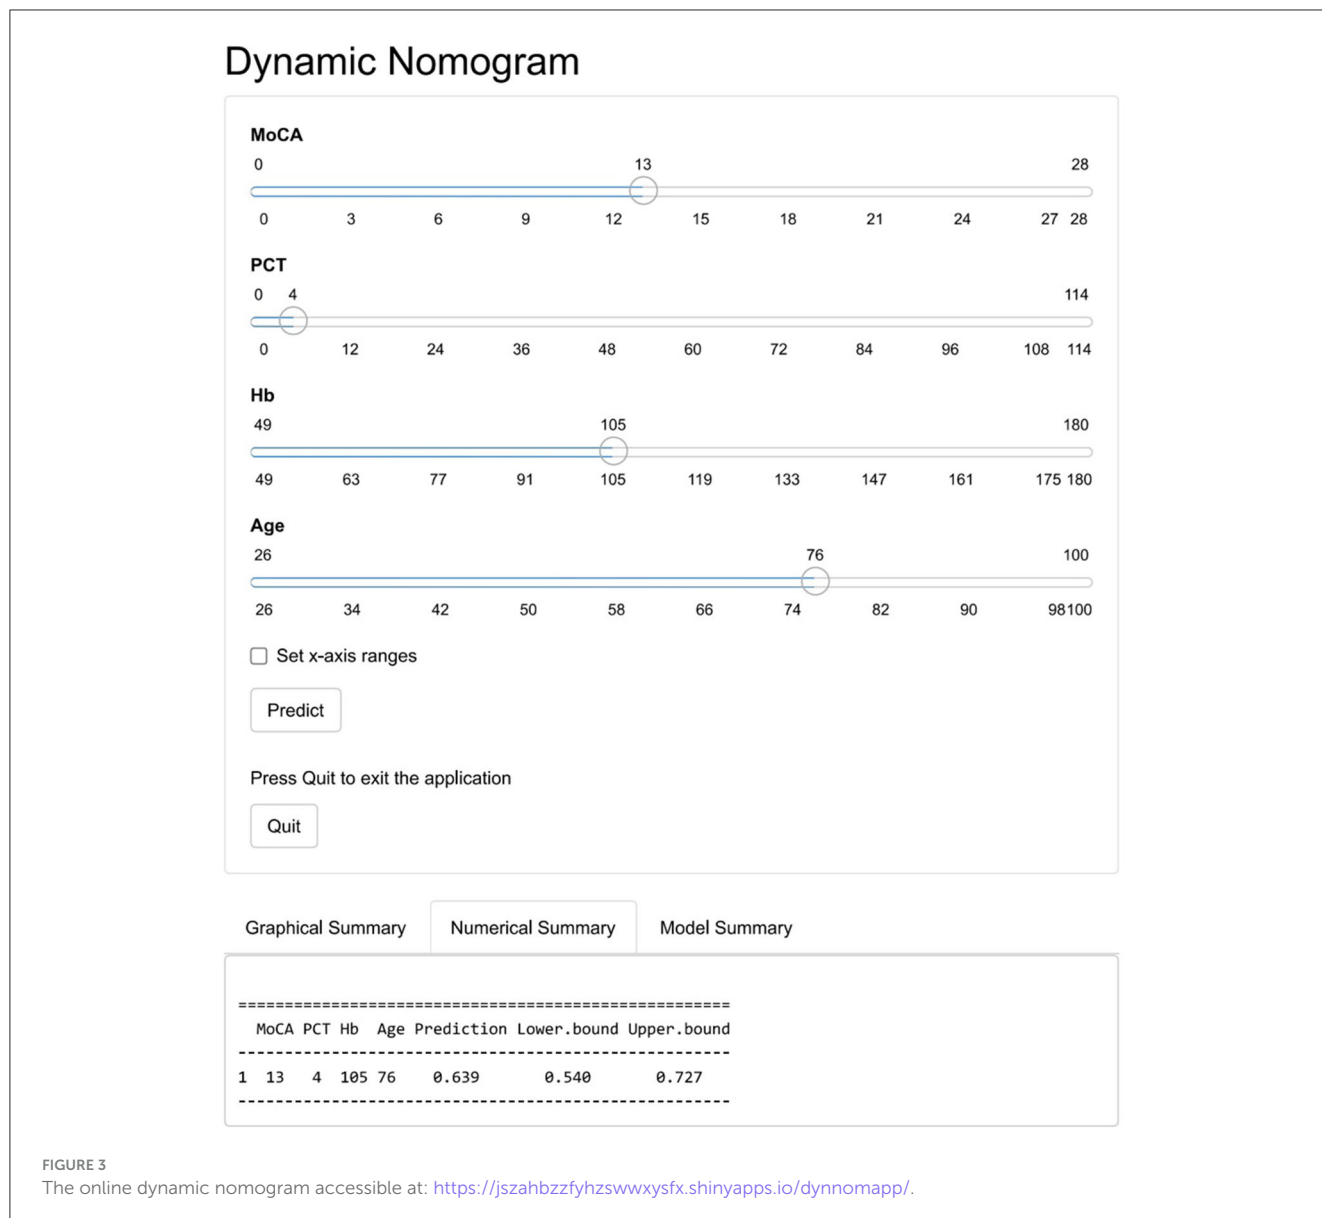 Dynamic Nomogram
MoCA
0 13 28
0 3 6 9 12 15 18 21 24 27 28
PCT
0 4 114
0 12 24 36 48 60 72 84 96 108 114
Hb
49 105 180
49 63 77 91 105 119 133 147 161 175 180
Age
26 76 100
26 34 42 50 58 66 74 82 90 98 100
Set x-axis ranges
Predict
Press Quit to exit the application
Quit
Graphical Summary Numerical Summary Model Summary
=====================================================
MoCA PCT Hb Age Prediction Lower.bound Upper.bound
-----------------------------------------------------
1 13 4 105 76 0.639 0.540 0.727
-----------------------------------------------------
FIGURE 3
The online dynamic nomogram accessible at: https://jszahbzzfyhzswwxysfx.shinyapps.io/dynnomapp/.